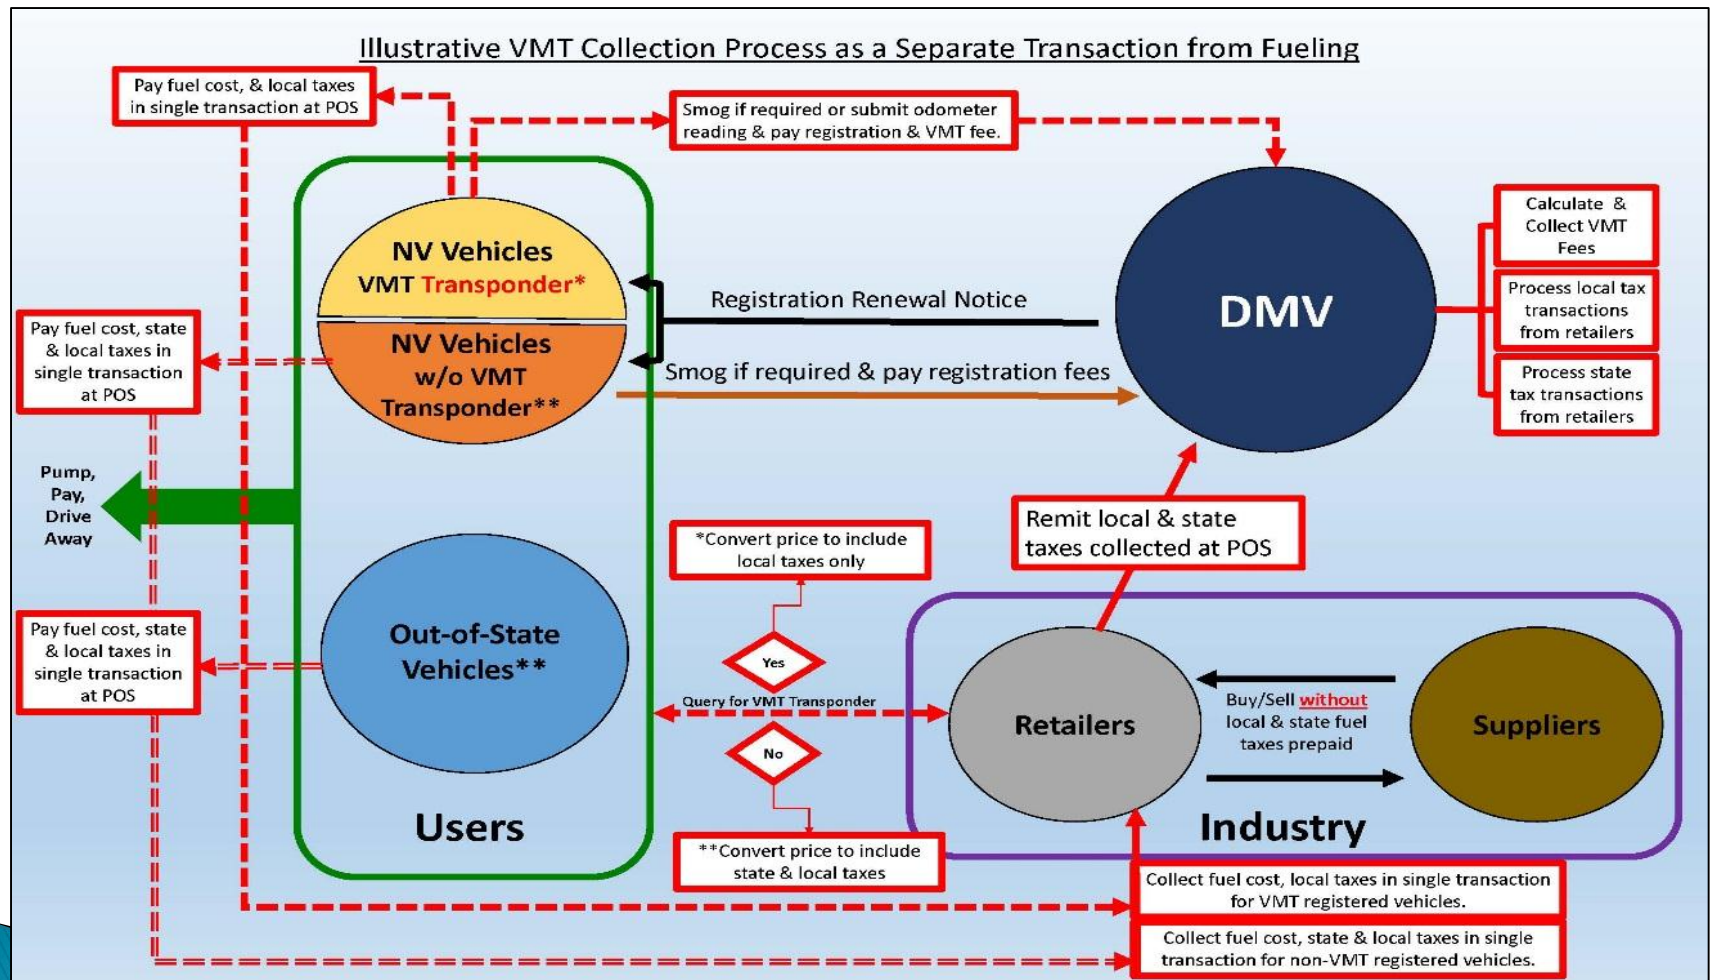 Illustrative VMT Collection Process as a Separate Transaction from Fueling
Pay fuel cost, & local taxes
in single transaction at POS
Smog if required or submit odometer
reading & pay registration & VMT fee.
NV Vehicles
VMT Transponder*
NV Vehicles
w/o VMT
Transponder**
Registration Renewal Notice
Smog if required & pay registration fees
DMV
Calculate &
Collect VMT
Fees
Process local tax
transactions
from retailers
Process state
tax transactions
from retailers
Pay fuel cost, state
& local taxes in
single transaction
at POS
Pump,
Pay,
Drive
Away
Pay fuel cost, state
& local taxes in
single transaction
at POS
Out-of-State
Vehicles**
Users
*Convert price to include
local taxes only
Yes
Query for VMT Transponder
No
**Convert price to include
state & local taxes
Remit local & state
taxes collected at POS
Retailers
Buy/Sell without
local & state fuel
taxes prepaid
Suppliers
Industry
Collect fuel cost, local taxes in single transaction
for VMT registered vehicles.
Collect fuel cost, state & local taxes in single
transaction for non-VMT registered vehicles.